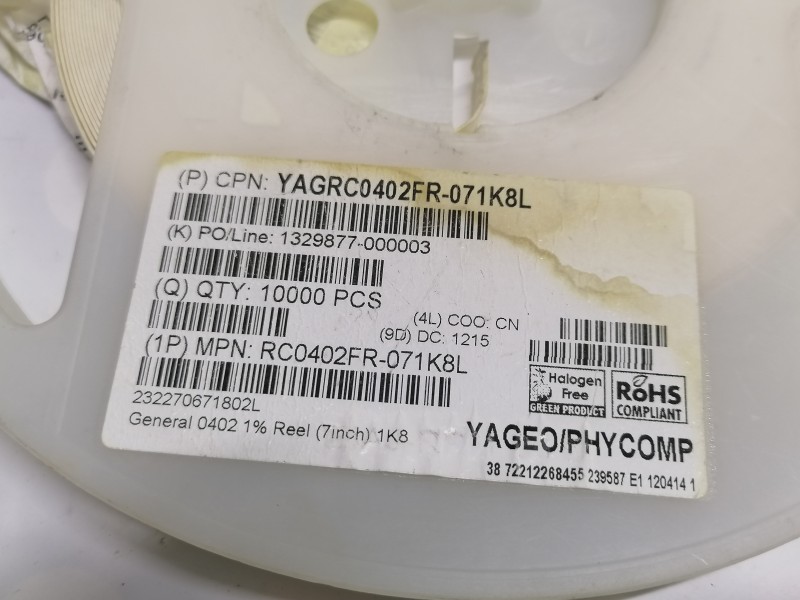 (P) CPN: YAGRC0402FR-071K8L
(K) PO/Line: 1329877-000003
(Q) QTY: 10000 PCS
(4L) COO: CN
(9D) DC: 1215
(1P) MPN: RC0402FR-071K8L
232270671802L
General 0402 1% Reel (7inch) 1K8
Halogen
Free
GREEN PRODUCT
RoHS
COMPLIANT
YAGEO/PHYCOMP
38 72212268455 239587 E1 120414 1